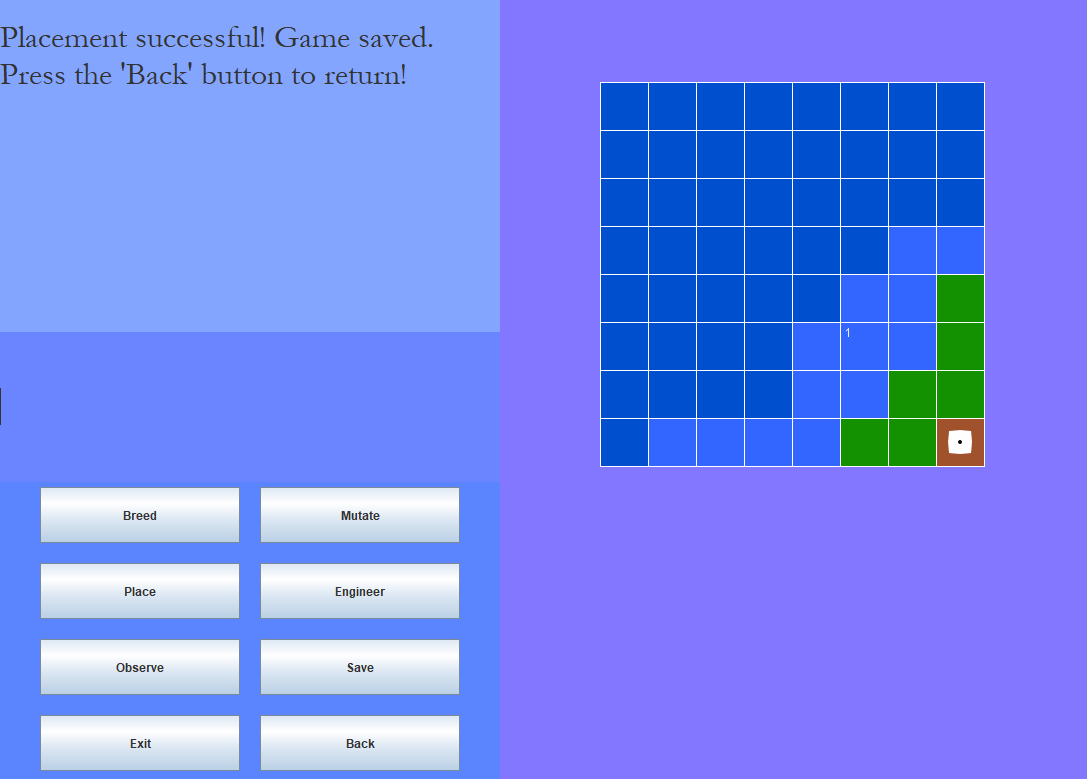 Placement successful! Game saved.
Press the 'Back' button to return!
1
Breed
Mutate
Place
Engineer
Observe
Save
Exit
Back